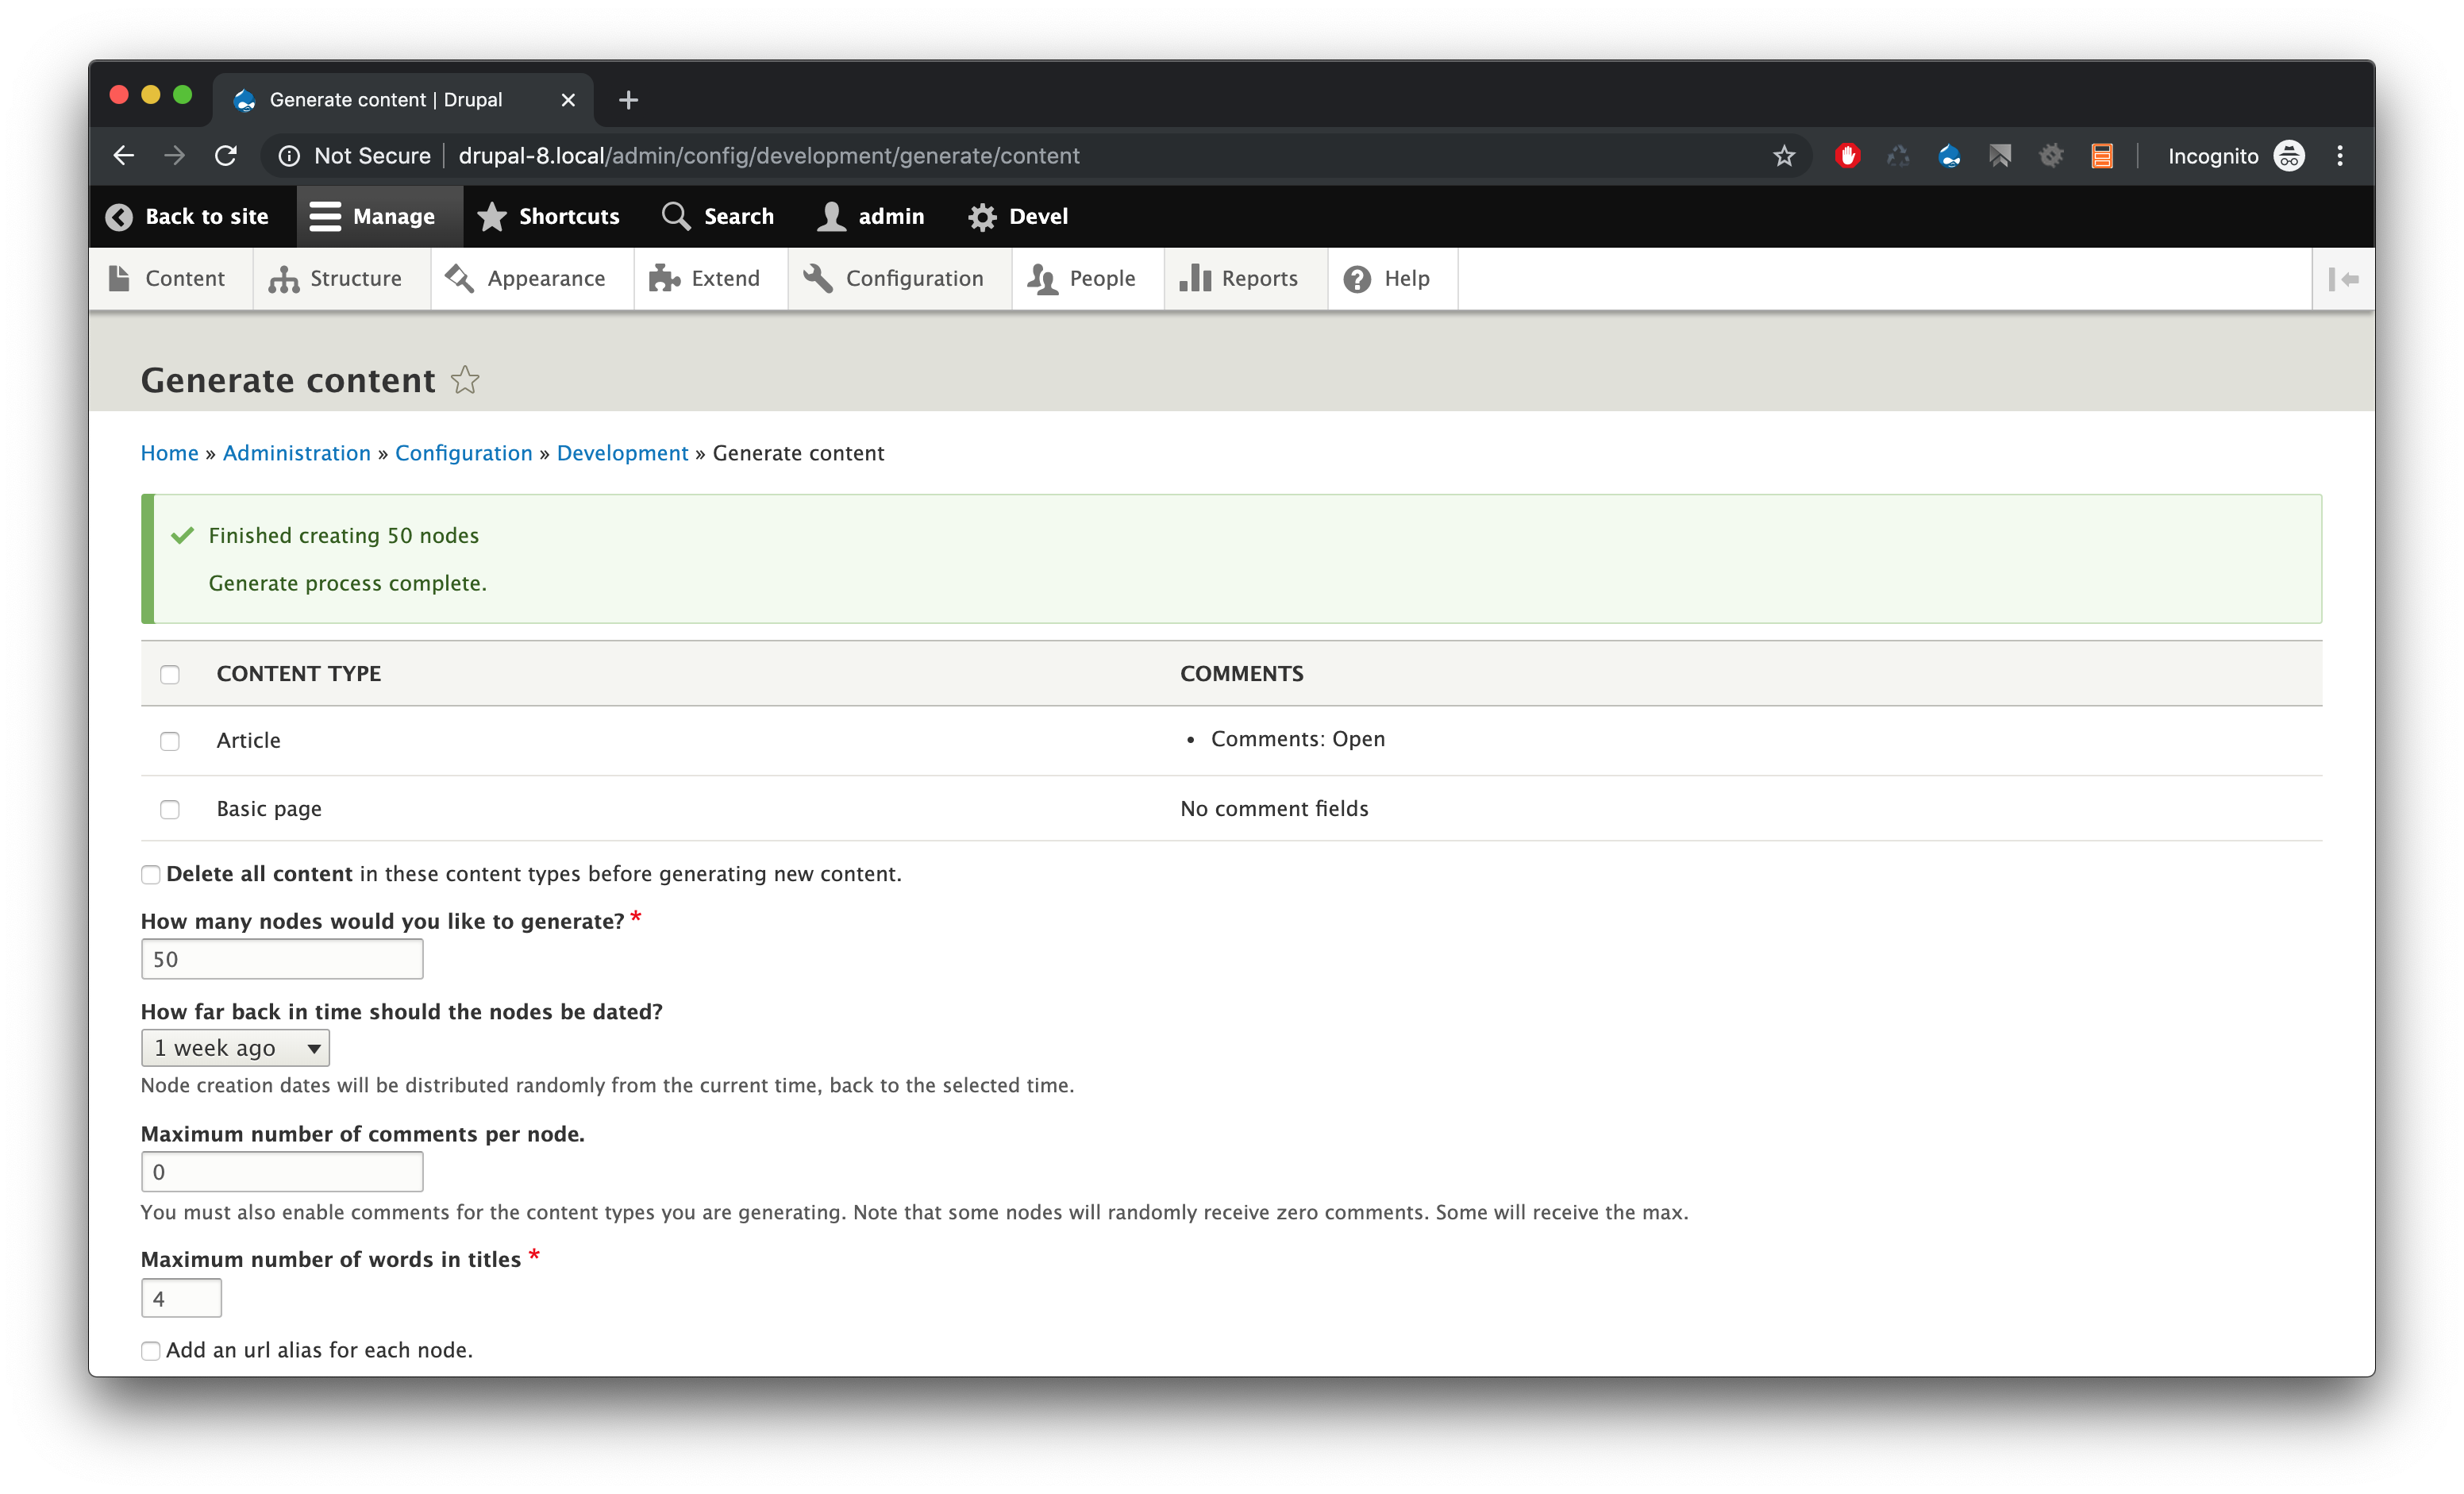 Generate content | Drupal
Not Secure drupal-8.local/admin/config/development/generate/content Incognito
Back to site Manage Shortcuts Search admin Devel
Content Structure Appearance Extend Configuration People Reports Help
Generate content
Home » Administration » Configuration » Development » Generate content
Finished creating 50 nodes
Generate process complete.
CONTENT TYPE COMMENTS
Article • Comments: Open
Basic page No comment fields
Delete all content in these content types before generating new content.
How many nodes would you like to generate? *
50
How far back in time should the nodes be dated?
1 week ago
Node creation dates will be distributed randomly from the current time, back to the selected time.
Maximum number of comments per node.
0
You must also enable comments for the content types you are generating. Note that some nodes will randomly receive zero comments. Some will receive the max.
Maximum number of words in titles *
4
Add an url alias for each node.